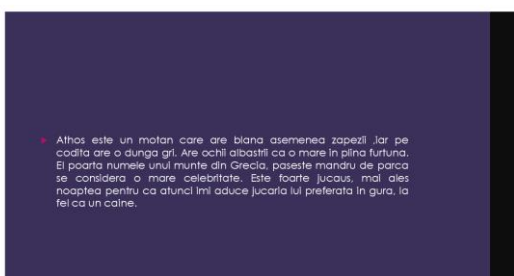 Athos este un motan care are blana asemenea zapezii ,iar pe
codita are o dunga gri. Are ochii albastrii ca o mare in plina furtuna.
El poarta numele unui munte din Grecia, paseste mandru de parca
se considera o mare celebritate. Este foarte jucaus, mai ales
noaptea pentru ca atunci imi aduce jucaria lui preferata in gura, la
fel ca un caine.